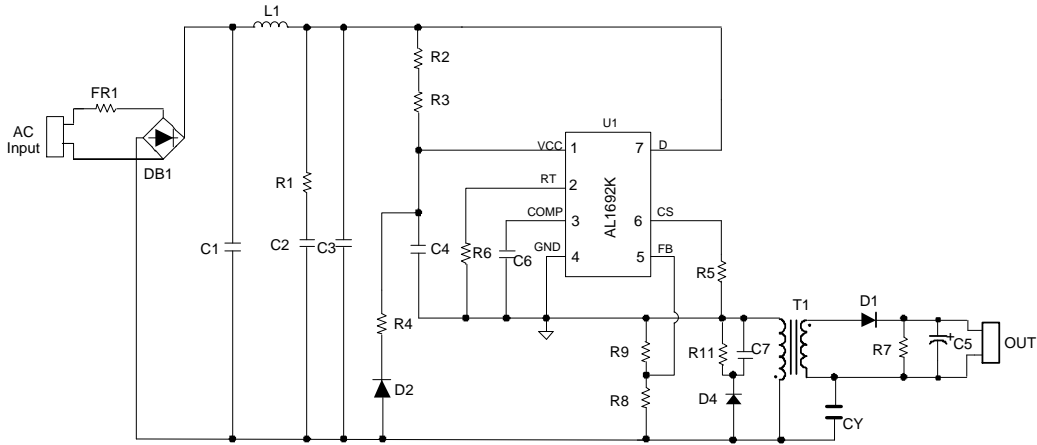 L1
FR1
AC
Input
DB1
R1
C1
C2
C3
R2
R3
U1
VCC
1
7
D
RT
2
AL1692K
COMP
3
6
CS
GND
4
5
FB
C4
R6
C6
R5
R4
D2
R9
R11
C7
R8
D4
T1
D1
R7
+
C5
OUT
CY